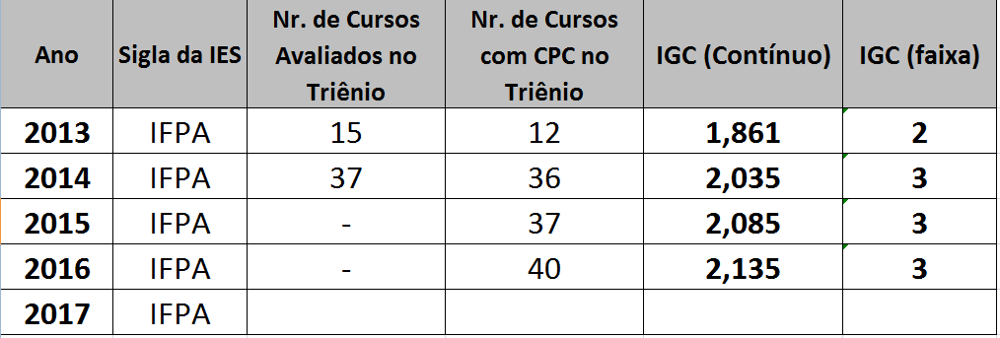 Ano Sigla da IES Nr. de Cursos Avaliados no Triênio Nr. de Cursos com CPC no Triênio IGC (Contínuo) IGC (faixa)
2013 IFPA 15 12 1,861 2
2014 IFPA 37 36 2,035 3
2015 IFPA - 37 2,085 3
2016 IFPA - 40 2,135 3
2017 IFPA